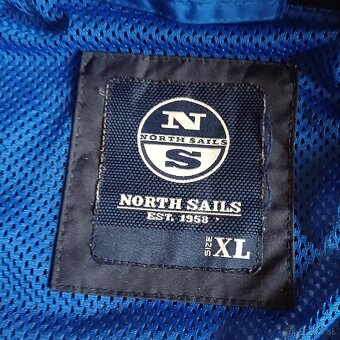 N
NORTH SAILS
S
NORTH SAILS
EST. 1958
SIZE XL